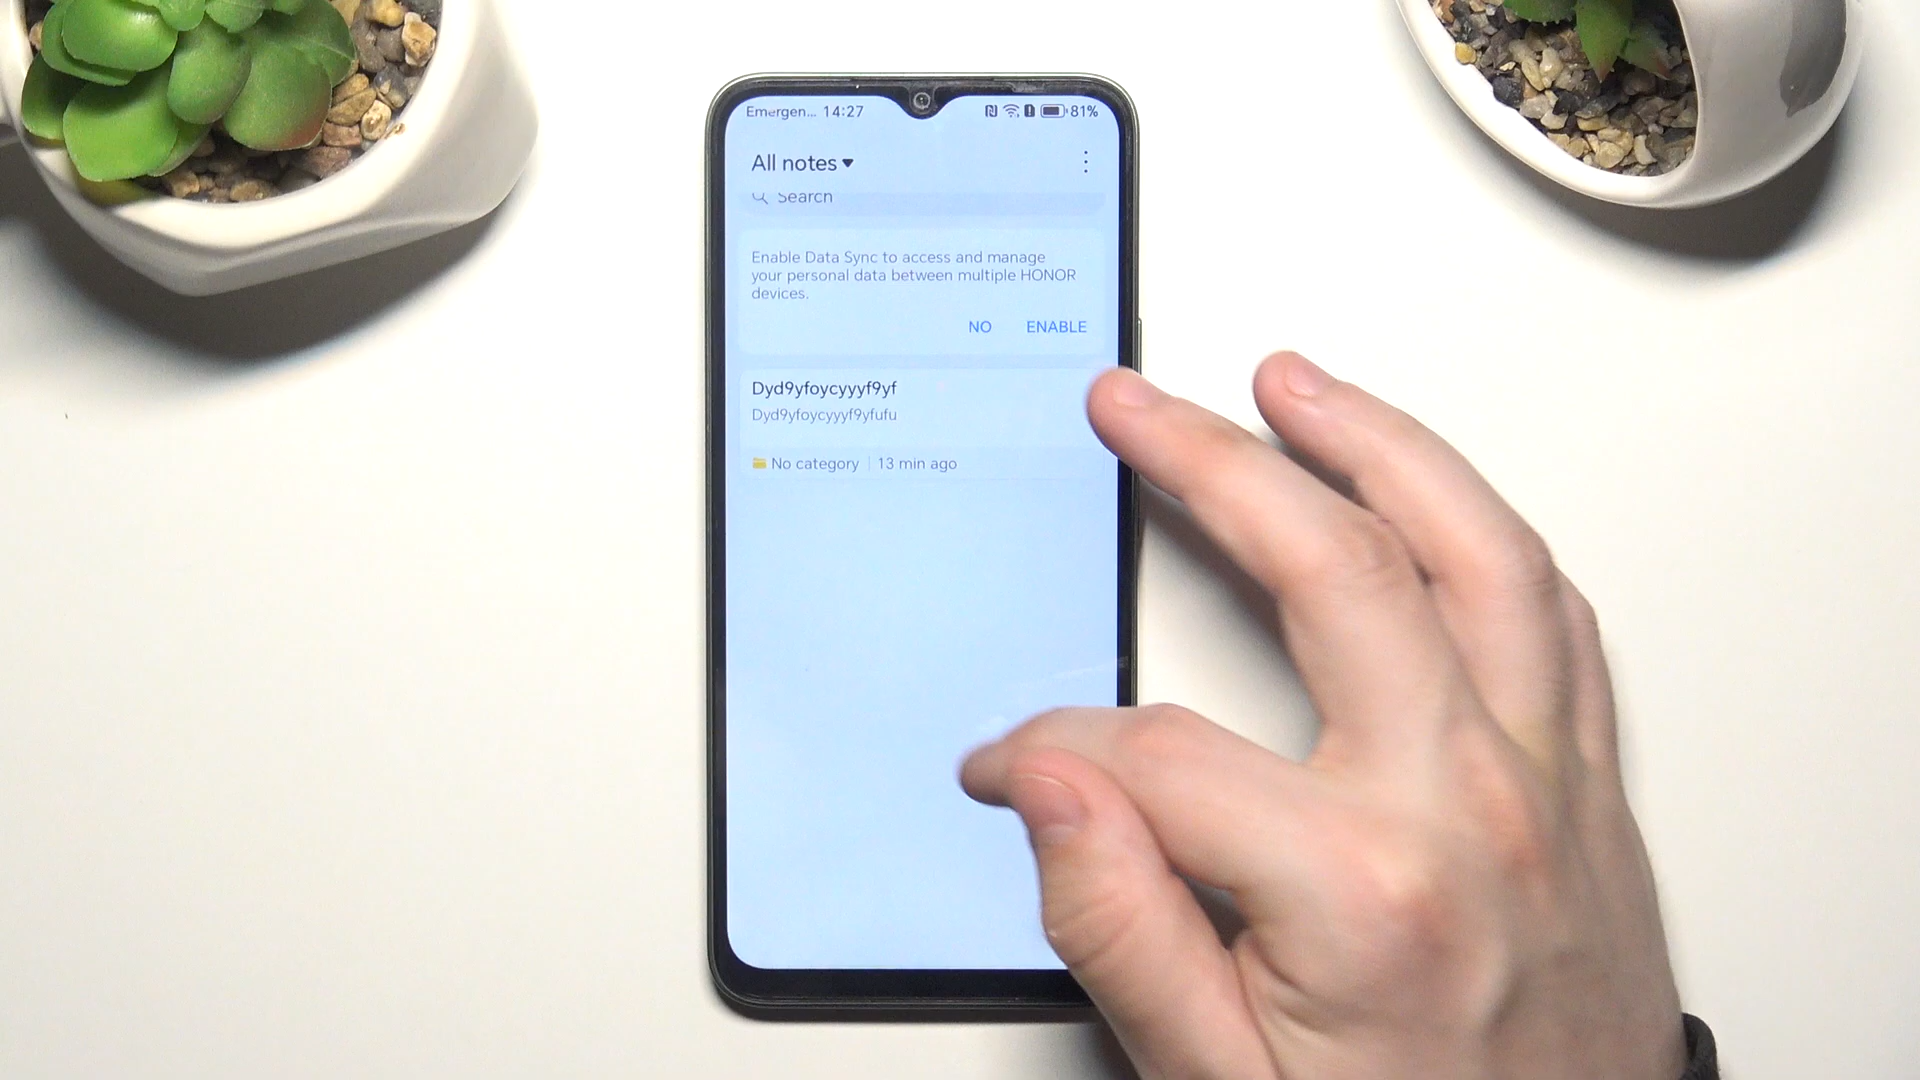 Emergen... 14:27 81%
All notes
Search
Enable Data Sync to access and manage
your personal data between multiple HONOR
devices.
NO ENABLE
Dyd9yfoycyyyf9yf
Dyd9yfoycyyyf9yfufu
No category | 13 min ago